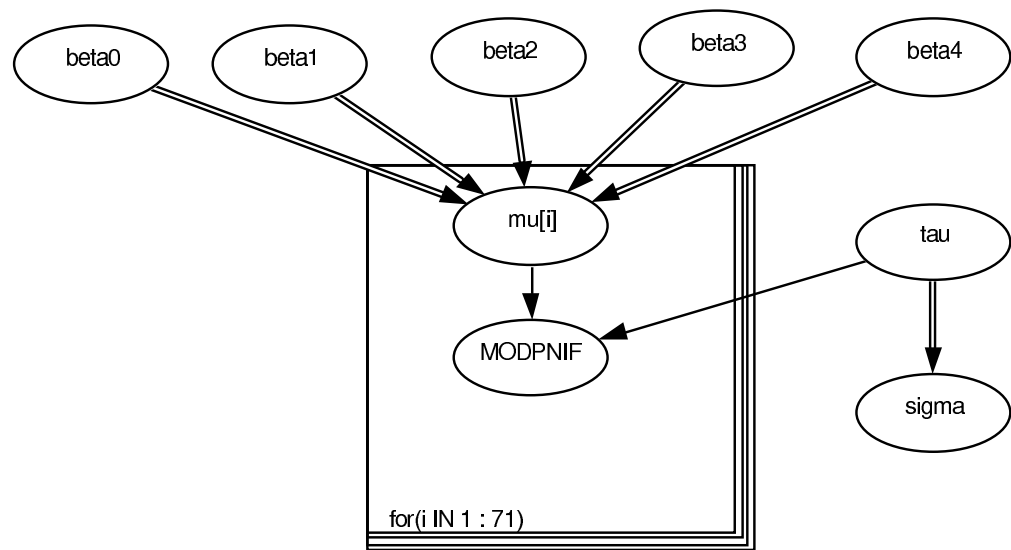 beta0
beta1
beta2
beta3
beta4
mu[i]
tau
MODPNIF
sigma
for(i IN 1 : 71)